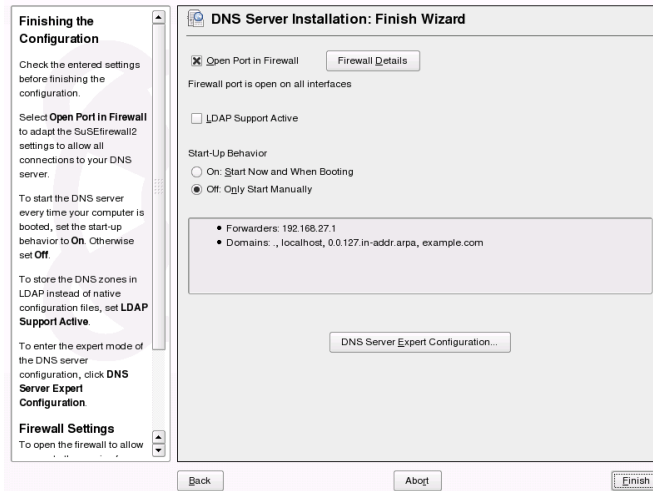 Finishing the
Configuration
Check the entered settings
before finishing the
configuration.
Select Open Port in Firewall
to adapt the SuSEfirewall2
settings to allow all
connections to your DNS
server.
To start the DNS server
every time your computer is
booted, set the start-up
behavior to On. Otherwise
set Off.
To store the DNS zones in
LDAP instead of native
configuration files, set LDAP
Support Active.
To enter the expert mode of
the DNS server
configuration, click DNS
Server Expert
Configuration.
Firewall Settings
To open the firewall to allow
DNS Server Installation: Finish Wizard
Open Port in Firewall
Firewall Details
Firewall port is open on all interfaces
LDAP Support Active
Start-Up Behavior
On: Start Now and When Booting
Off: Only Start Manually
• Forwarders: 192.168.27.1
• Domains: ., localhost, 0.0.127.in-addr.arpa, example.com
DNS Server Expert Configuration...
Back
Abort
Finish